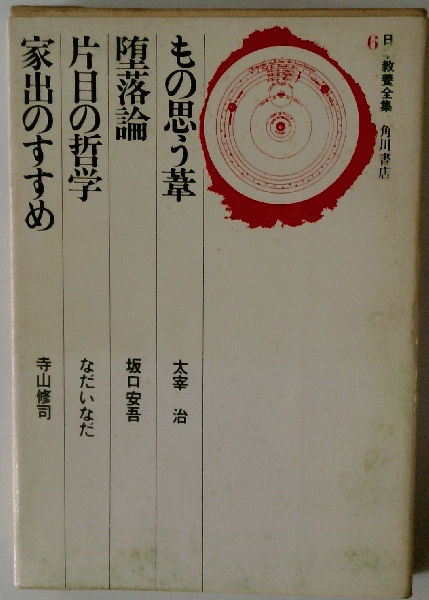 日・教養全集 角川書店
6
もの思う葦 太宰 治
堕落論 坂口安吾
片目の哲学 なだいなだ
家出のすすめ 寺山修司